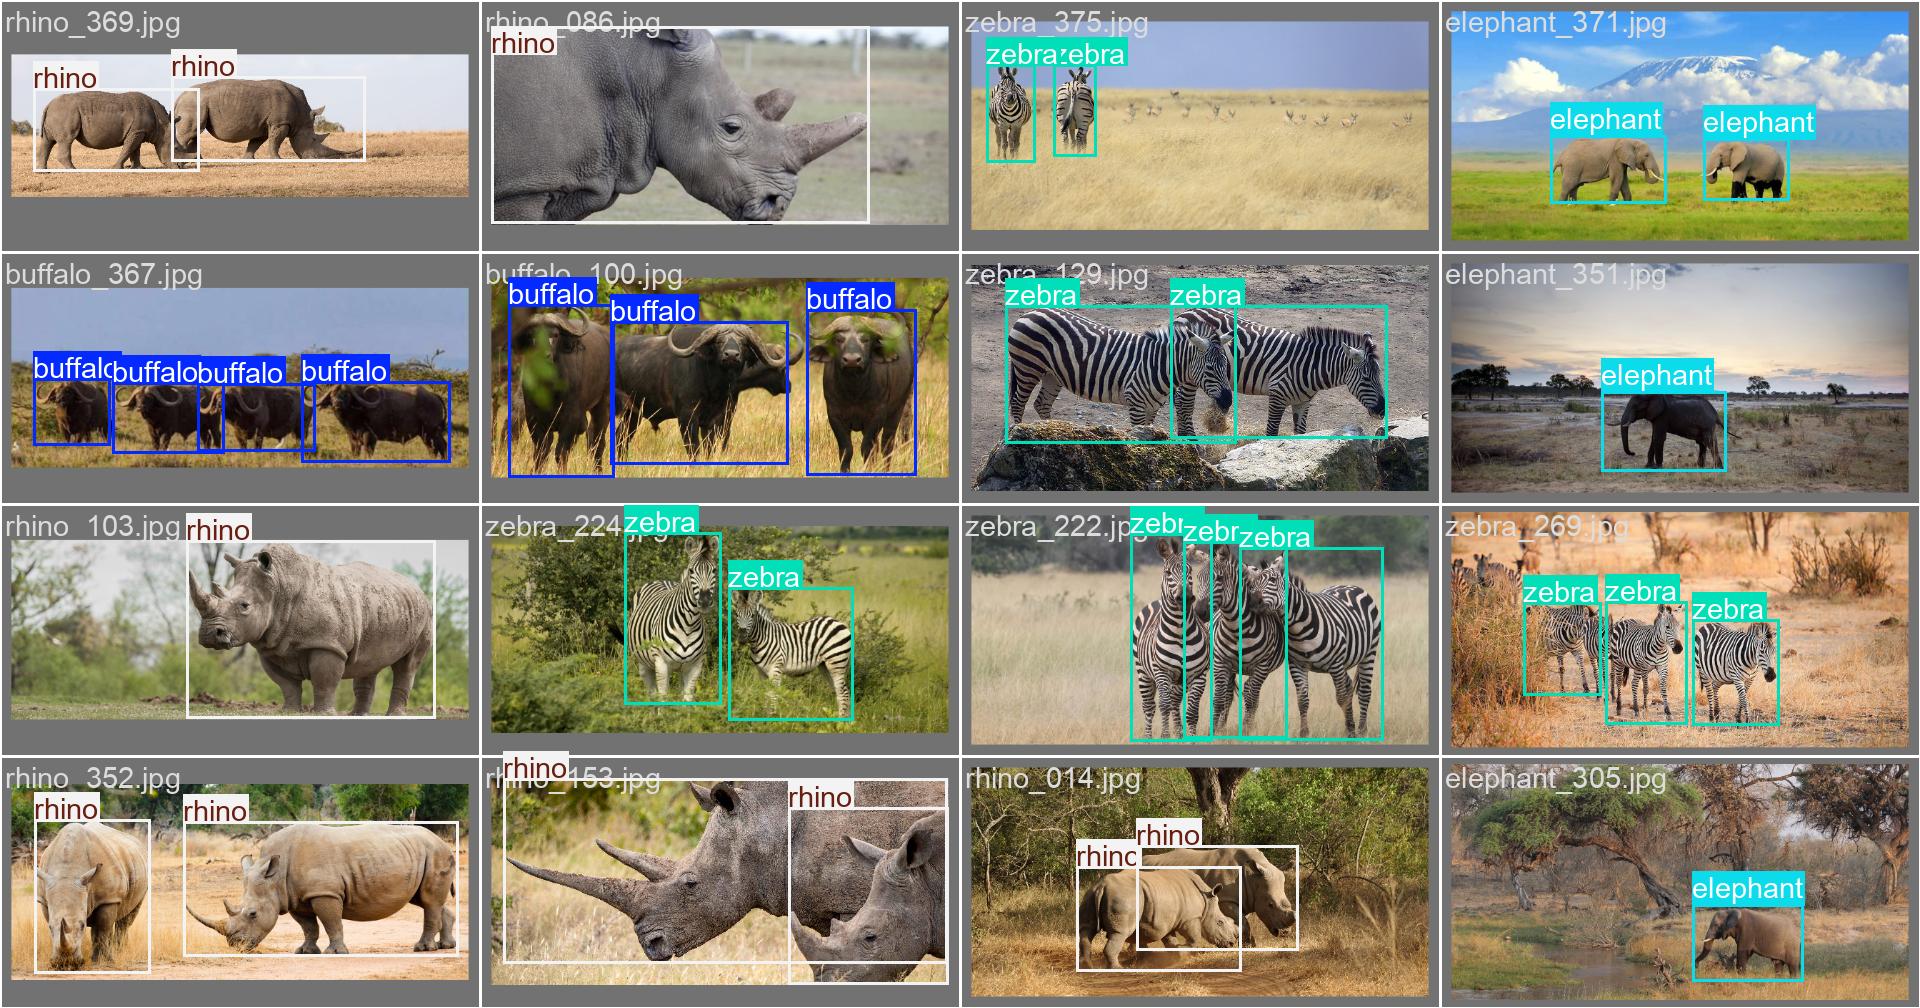 rhino_369.jpg
rhino
rhino
rhino_086.jpg
rhino
zebra_375.jpg
zebra
zebra
elephant_371.jpg
elephant
elephant
buffalo_367.jpg
buffalo
buffalo
buffalo
buffalo
buffalo_100.jpg
buffalo
buffalo
buffalo
zebra_129.jpg
zebra
zebra
elephant_351.jpg
elephant
rhino_103.jpg
rhino
zebra_224.jpg
zebra
zebra
zebra_222.jpg
zebr
zebr
zebra
zebra_269.jpg
zebra
zebra
zebra
rhino_352.jpg
rhino
rhino
rhino_153.jpg
rhino
rhino
rhino_014.jpg
rhino
rhino
elephant_305.jpg
elephant